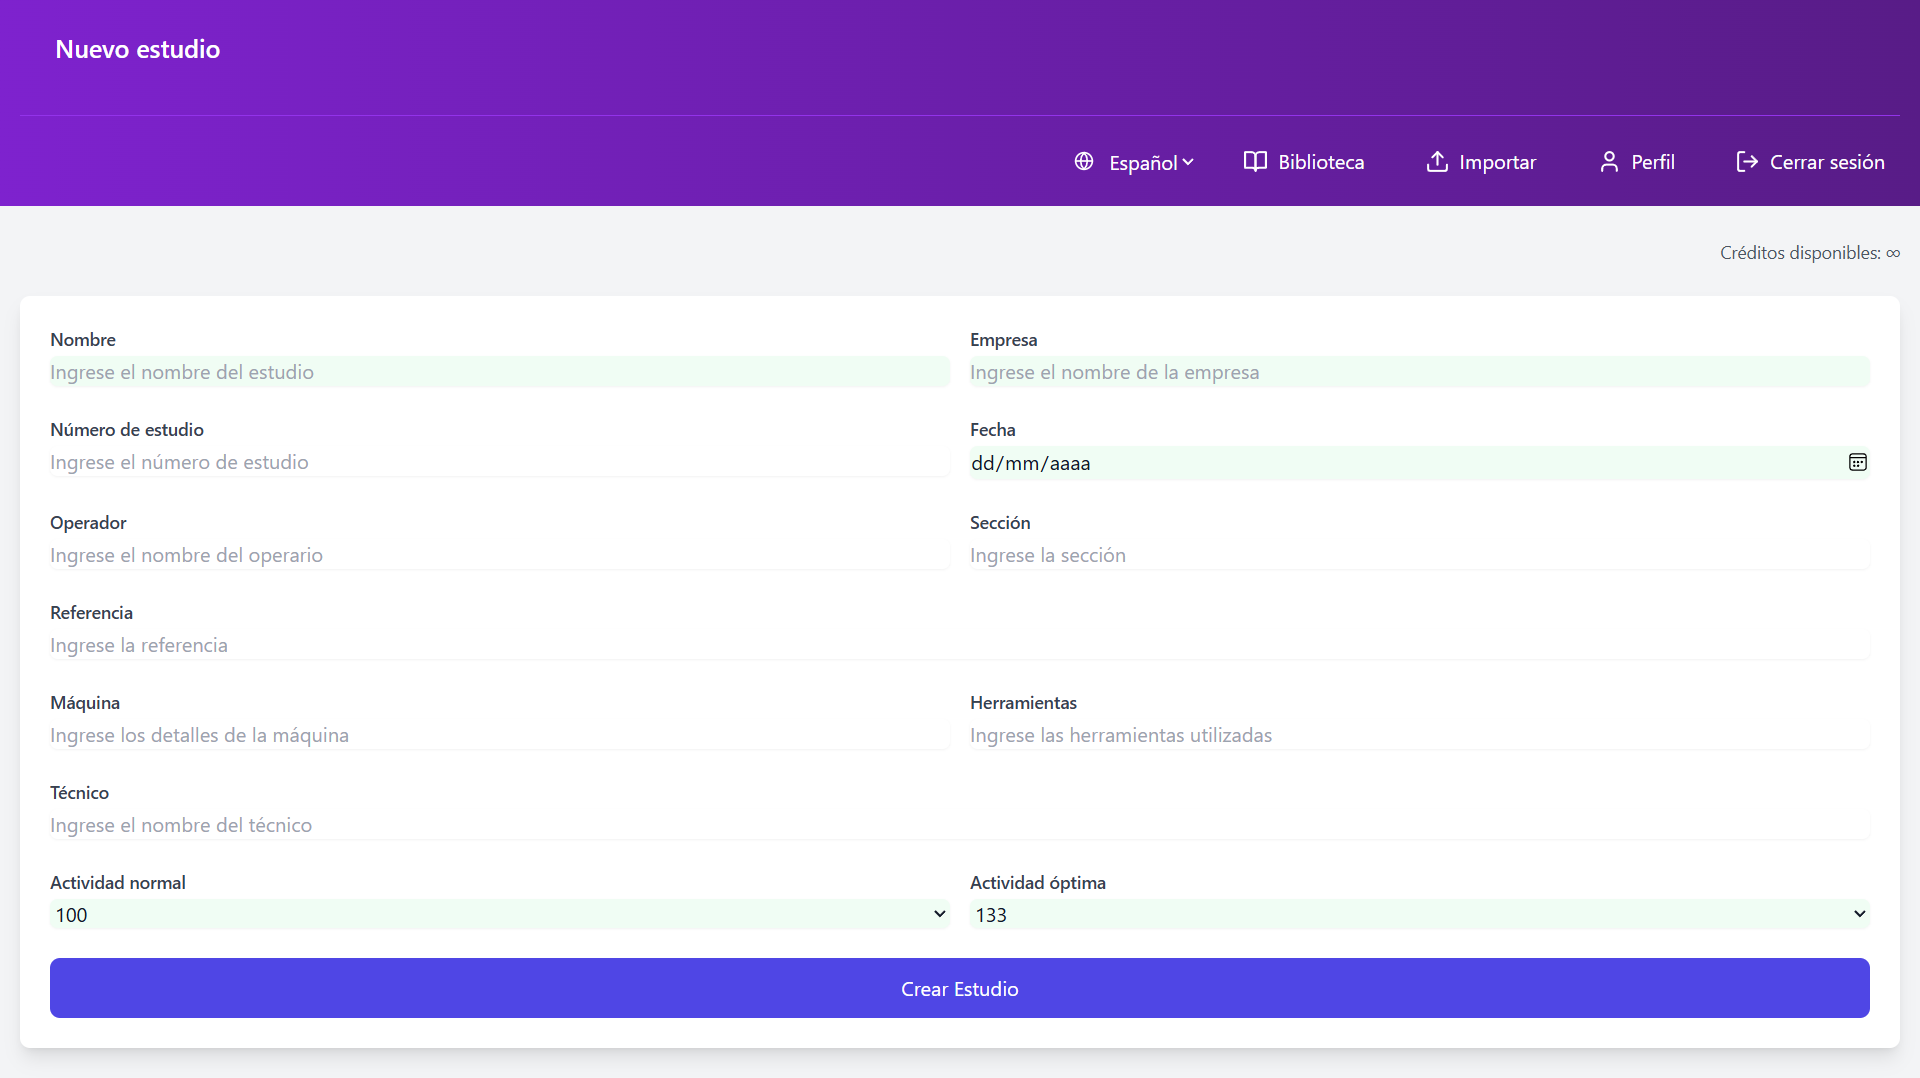 Nuevo estudio
Español
Biblioteca
Importar
Perfil
Cerrar sesión
Créditos disponibles: ∞
Nombre
Ingrese el nombre del estudio
Empresa
Ingrese el nombre de la empresa
Número de estudio
Ingrese el número de estudio
Fecha
dd/mm/aaaa
Operador
Ingrese el nombre del operario
Sección
Ingrese la sección
Referencia
Ingrese la referencia
Máquina
Ingrese los detalles de la máquina
Herramientas
Ingrese las herramientas utilizadas
Técnico
Ingrese el nombre del técnico
Actividad normal
100
Actividad óptima
133
Crear Estudio